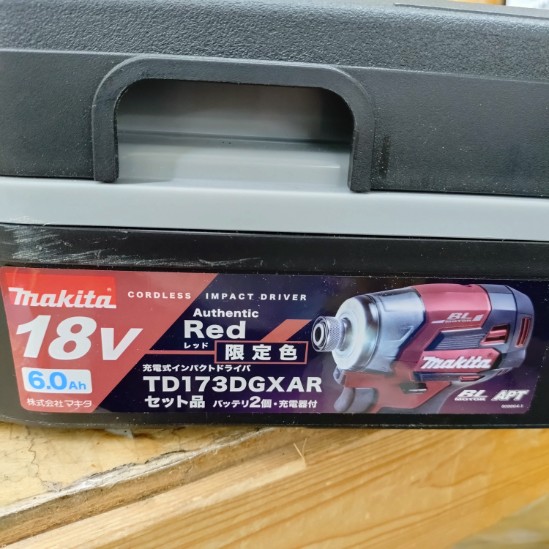 makita
CORDLESS IMPACT DRIVER
18V
Authentic
Red
レッド
限定色
6.0Ah
充電式インパクトドライバ
TD173DGXAR
株式会社マキタ
セット品 バッテリ2個・充電器付
BL
makita
BL
MOTOR
APT